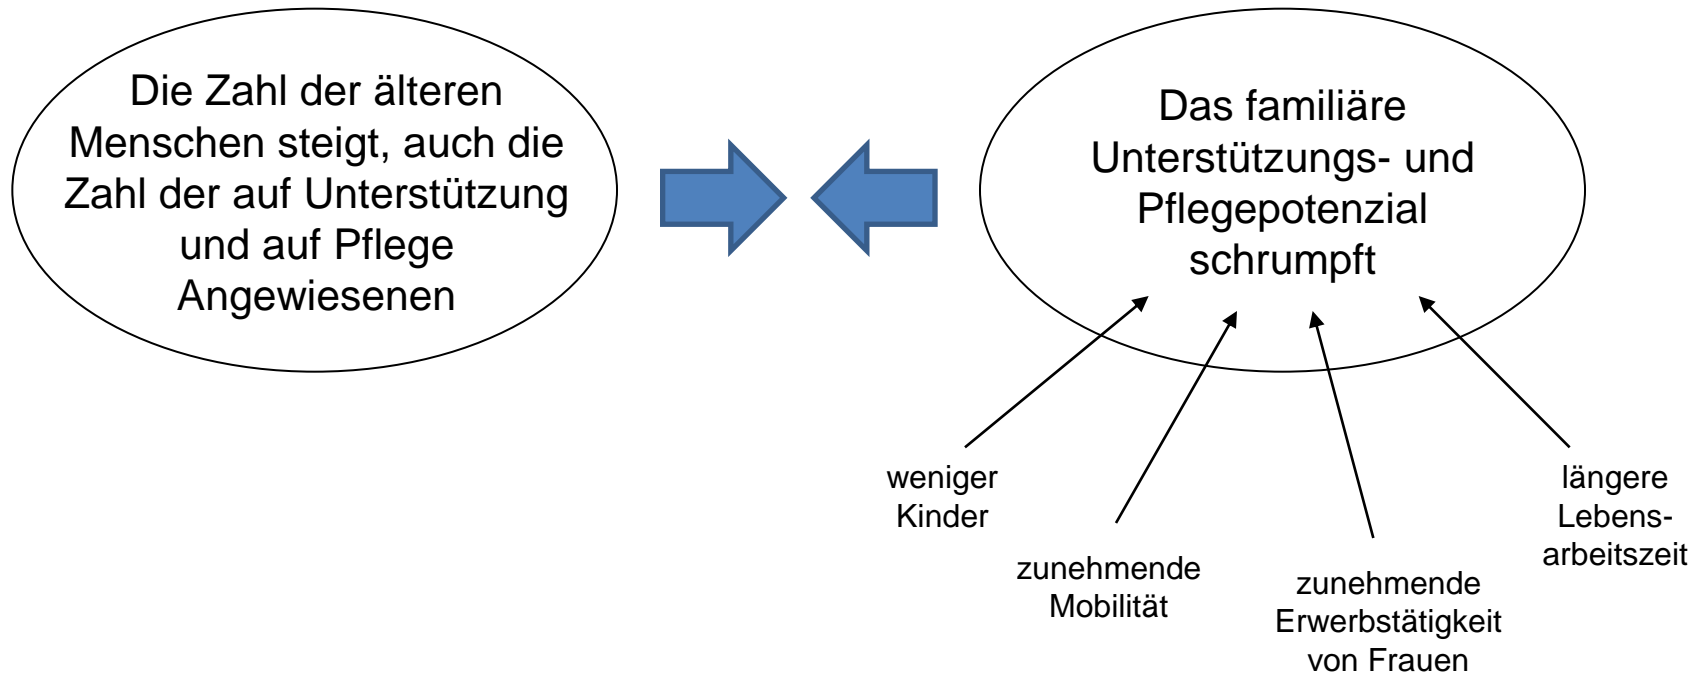 Die Zahl der älteren
Menschen steigt, auch die
Zahl der auf Unterstützung
und auf Pflege
Angewiesenen
Das familiäre
Unterstützungs- und
Pflegepotenzial
schrumpft
weniger
Kinder
zunehmende
Mobilität
zunehmende
Erwerbstätigkeit
von Frauen
längere
Lebens-
arbeitszeit